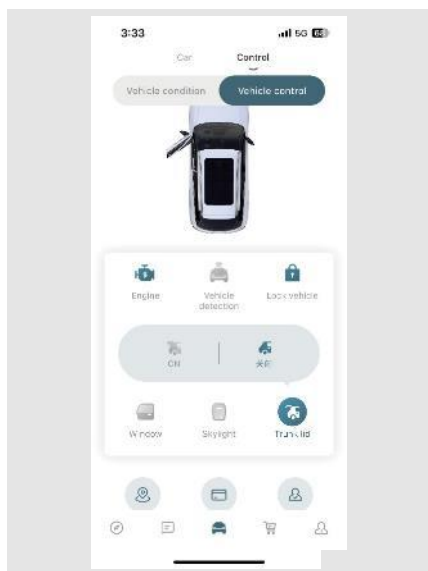 3:33
5G
Car
Control
Vehicle condition
Vehicle control
Engine
Vehicle
detection
Lock vehicle
ON
关闭
Window
Skylight
Trunk lid